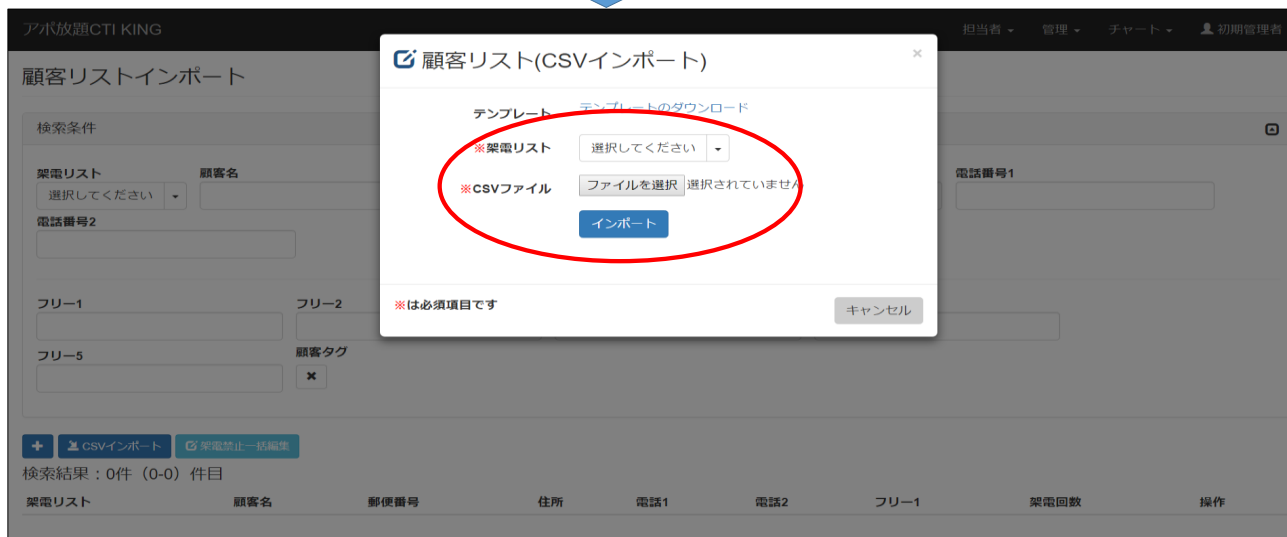 アポ放題CTI KING
担当者 管理 チャート 初期管理者
顧客リストインポート
検索条件
架電リスト 顧客名 電話番号1
選択してください
電話番号2
フリー1 フリー2
フリー5 顧客タグ
顧客リスト(CSVインポート) ×
テンプレート テンプレートのダウンロード
※架電リスト 選択してください
※CSVファイル ファイルを選択 選択されていません
インポート
※は必須項目です キャンセル
CSVインポート 架電禁止一括編集
検索結果：0件（0-0）件目
架電リスト 顧客名 郵便番号 住所 電話1 電話2 フリー1 架電回数 操作